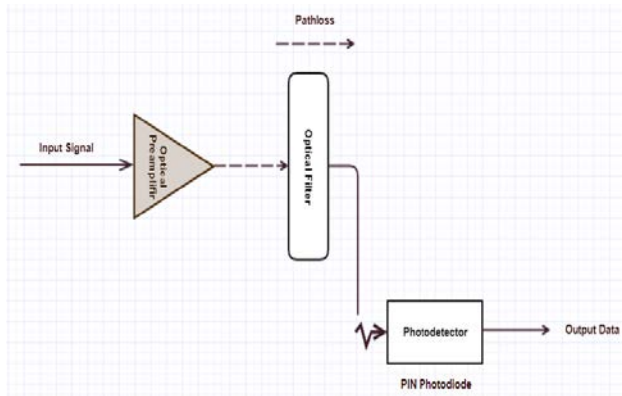 Pathloss
Input Signal
Optical
Preamplifir
Optical Filter
Photodetector
Output Data
PIN Photodiode